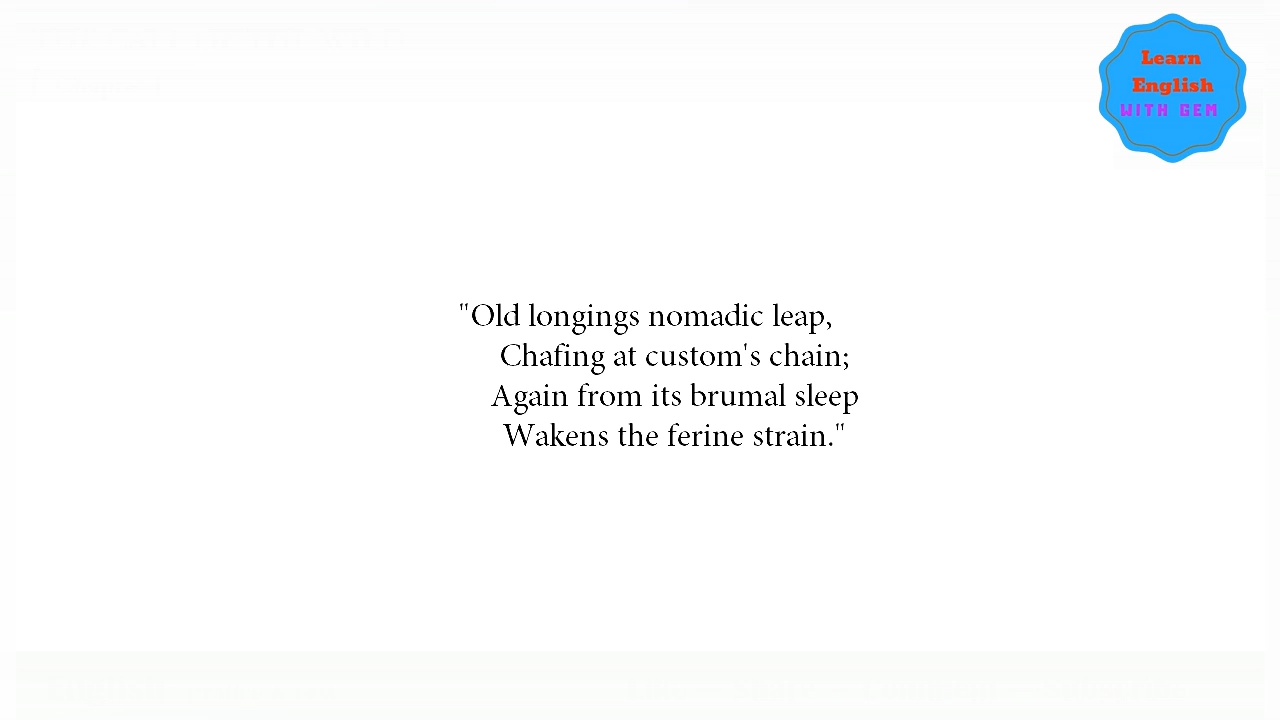 Learn
English
WITH GEM
"Old longings nomadic leap,
Chafing at custom's chain;
Again from its brumal sleep
Wakens the ferine strain."